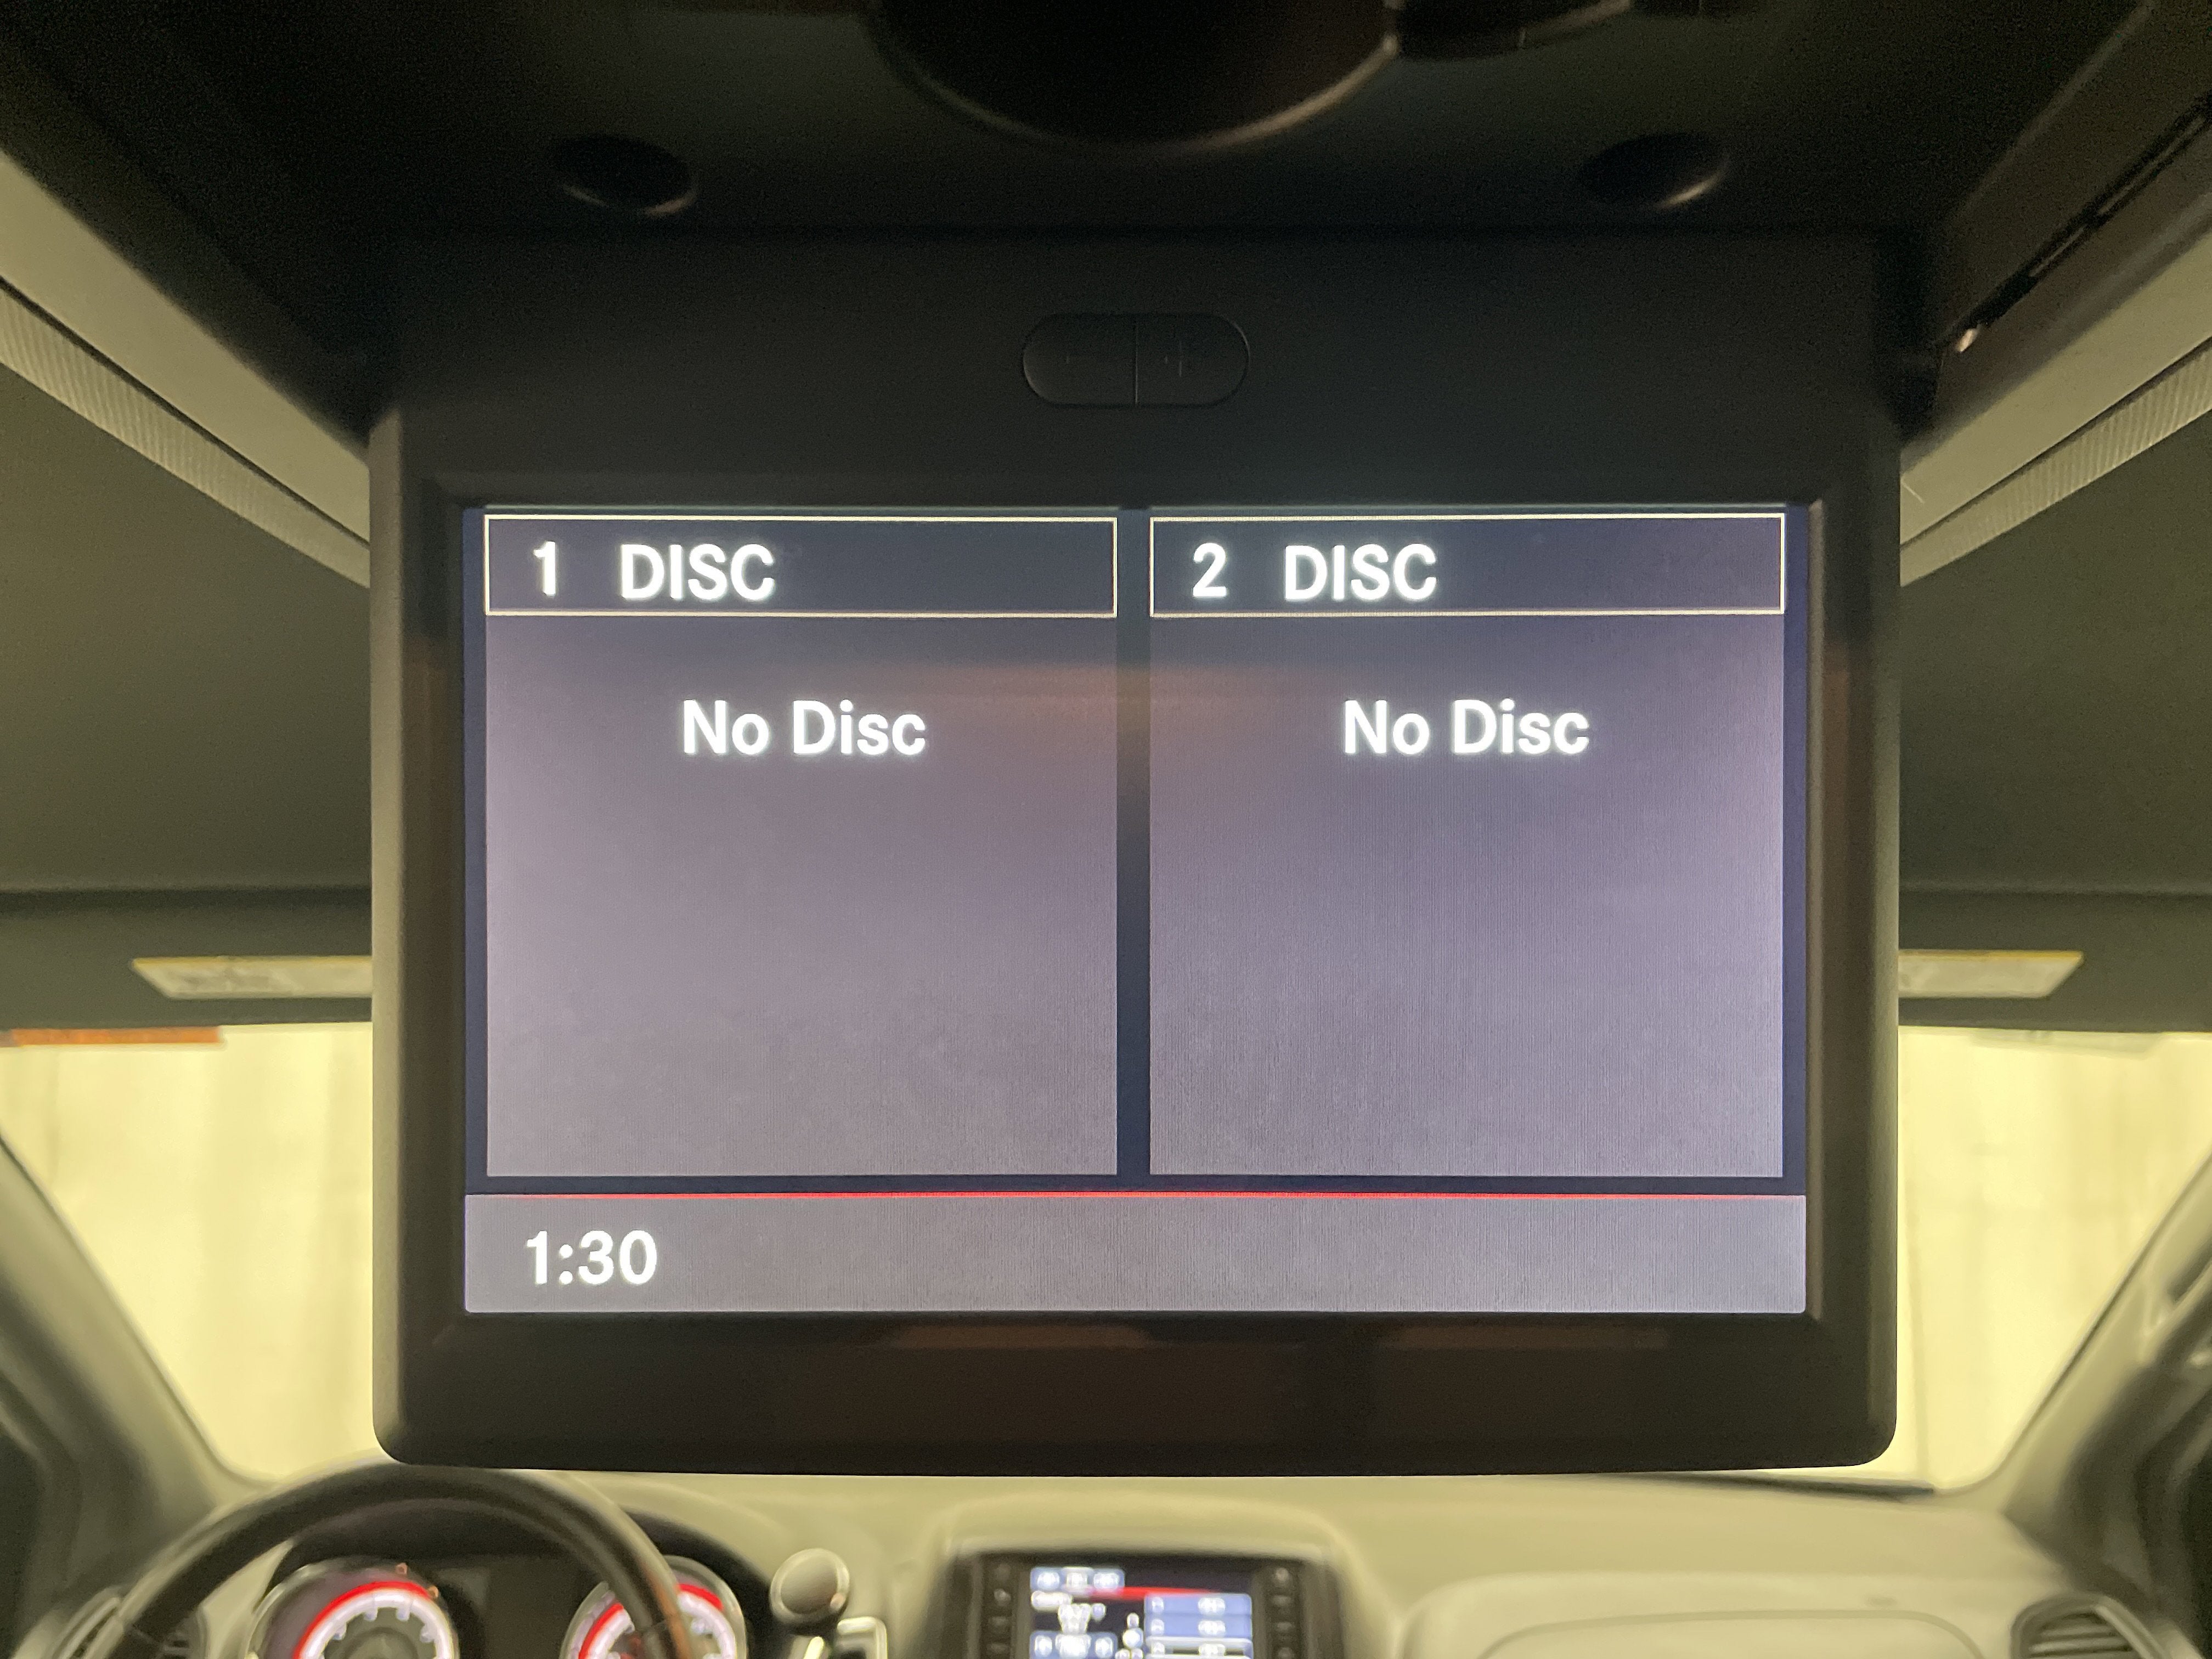 - +
1 DISC
2 DISC
No Disc
No Disc
1:30